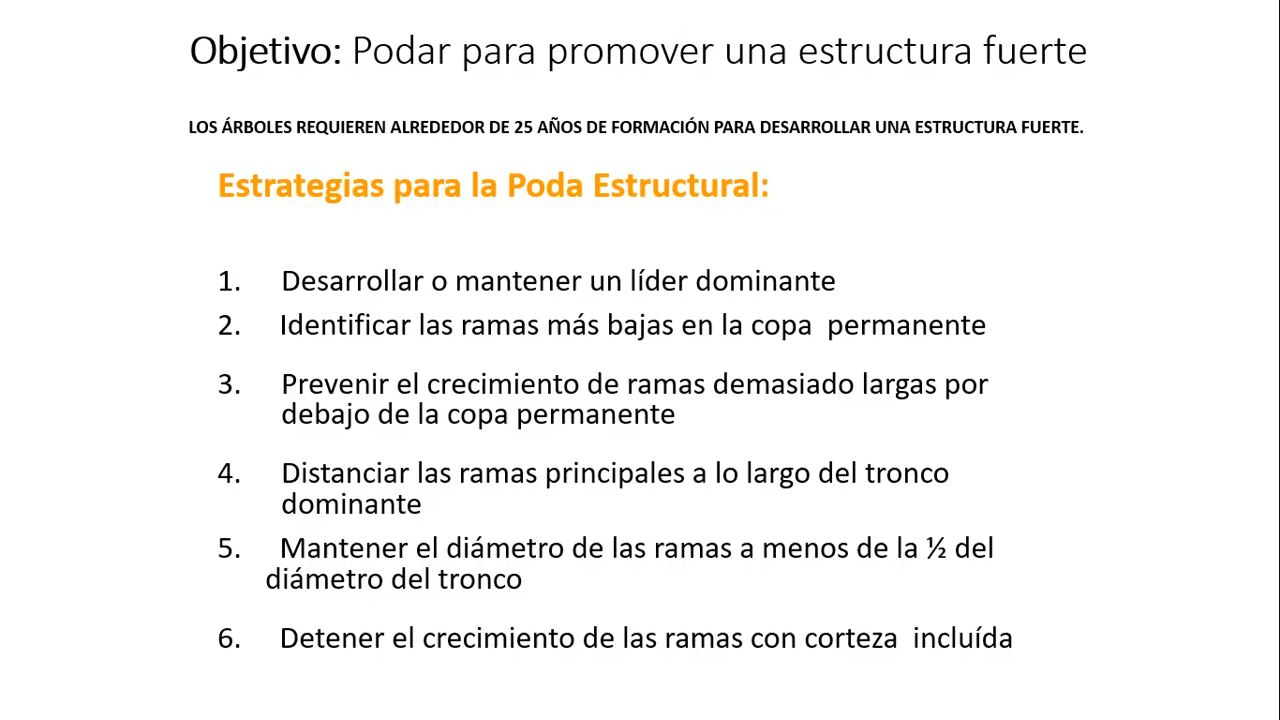 Objetivo: Podar para promover una estructura fuerte
LOS ÁRBOLES REQUIEREN ALREDEDOR DE 25 AÑOS DE FORMACIÓN PARA DESARROLLAR UNA ESTRUCTURA FUERTE.
Estrategias para la Poda Estructural:
1. Desarrollar o mantener un líder dominante
2. Identificar las ramas más bajas en la copa permanente
3. Prevenir el crecimiento de ramas demasiado largas por
debajo de la copa permanente
4. Distanciar las ramas principales a lo largo del tronco
dominante
5. Mantener el diámetro de las ramas a menos de la ½ del
diámetro del tronco
6. Detener el crecimiento de las ramas con corteza incluída